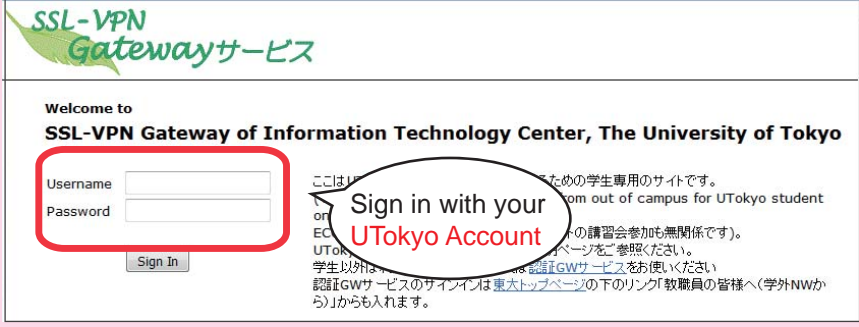 SSL-VPN
Gatewayサービス
Welcome to
SSL-VPN Gateway of Information Technology Center, The University of Tokyo
Username
Password
Sign In
Sign in with your
UTokyo Account
ここは
ための学生専用のサイトです。
from out of campus for UTokyo student
on
の講習会参加も無関係です)。
ページをご参照ください。
学生以外は
認証GWサービスをお使いください
認証GWサービスのサインインは東大トップページの下のリンク「教職員の皆様へ(学外NWか
ら)」からも入れます。